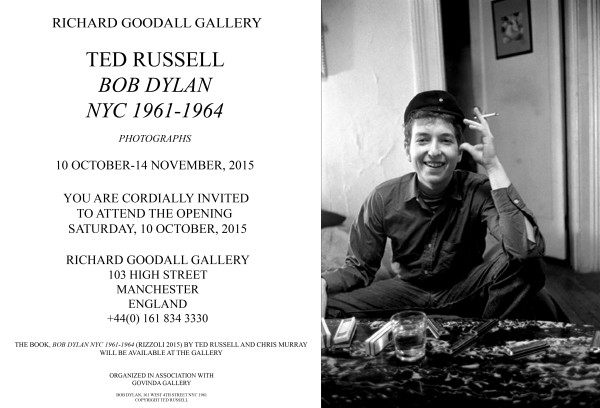 RICHARD GOODALL GALLERY
TED RUSSELL
BOB DYLAN
NYC 1961-1964
PHOTOGRAPHS
10 OCTOBER-14 NOVEMBER, 2015
YOU ARE CORDIALLY INVITED
TO ATTEND THE OPENING
SATURDAY, 10 OCTOBER, 2015
RICHARD GOODALL GALLERY
103 HIGH STREET
MANCHESTER
ENGLAND
+44(0) 161 834 3330
THE BOOK, BOB DYLAN NYC 1961-1964 (RIZZOLI 2015) BY TED RUSSELL AND CHRIS MURRAY
WILL BE AVAILABLE AT THE GALLERY
ORGANIZED IN ASSOCIATION WITH
GOVINDA GALLERY
BOB DYLAN, 161 WEST 4TH STREET NYC 1961
COPYRIGHT TED RUSSELL